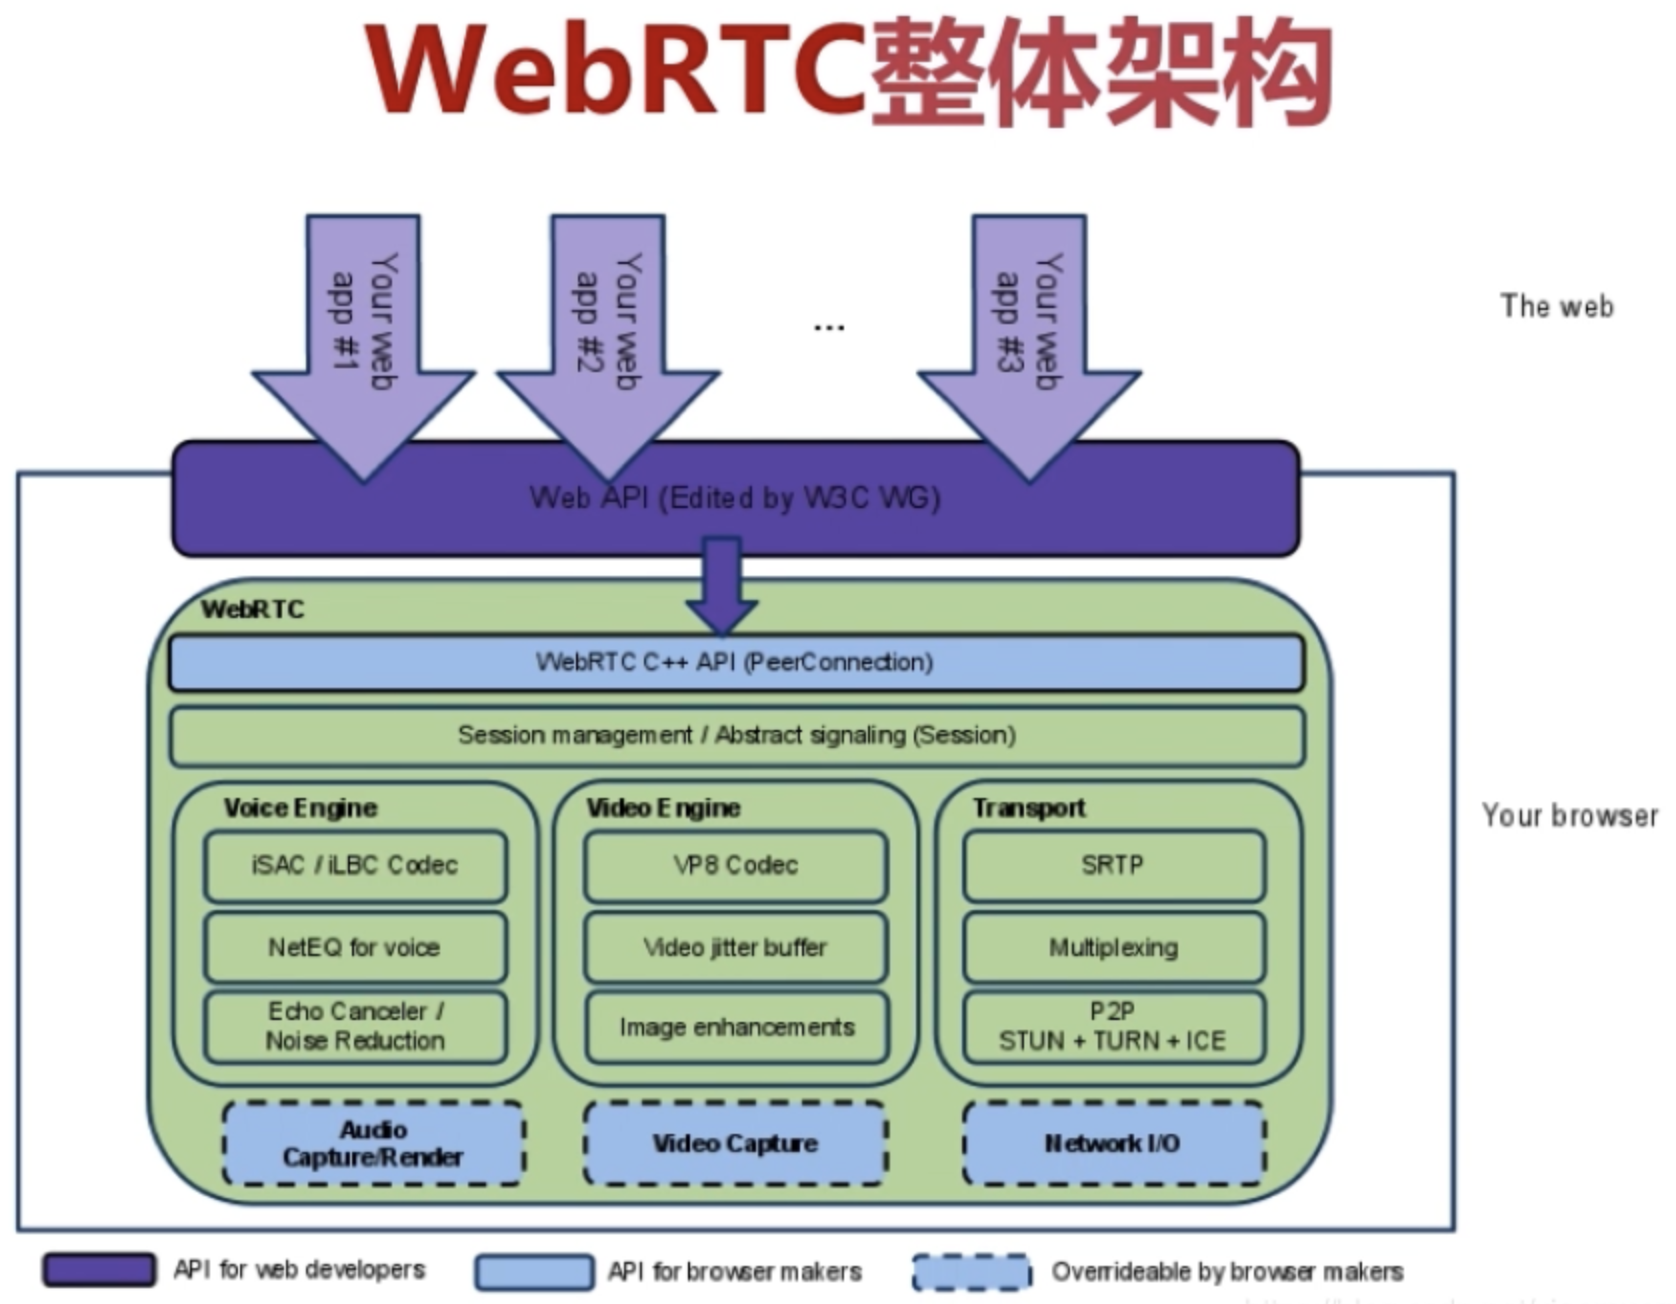 WebRTC整体架构
Your web
app #1
Your web
app #2
...
Your web
app #3
The web
Web API (Edited by W3C WG)
WebRTC
WebRTC C++ API (PeerConnection)
Session management / Abstract signaling (Session)
Your browser
Voice Engine
iSAC / iLBC Codec
NetEQ for voice
Echo Canceler /
Noise Reduction
Video Engine
VP8 Codec
Video jitter buffer
Image enhancements
Transport
SRTP
Multiplexing
P2P
STUN + TURN + ICE
Audio
Capture/Render
Video Capture
Network I/O
API for web developers
API for browser makers
Overrideable by browser makers